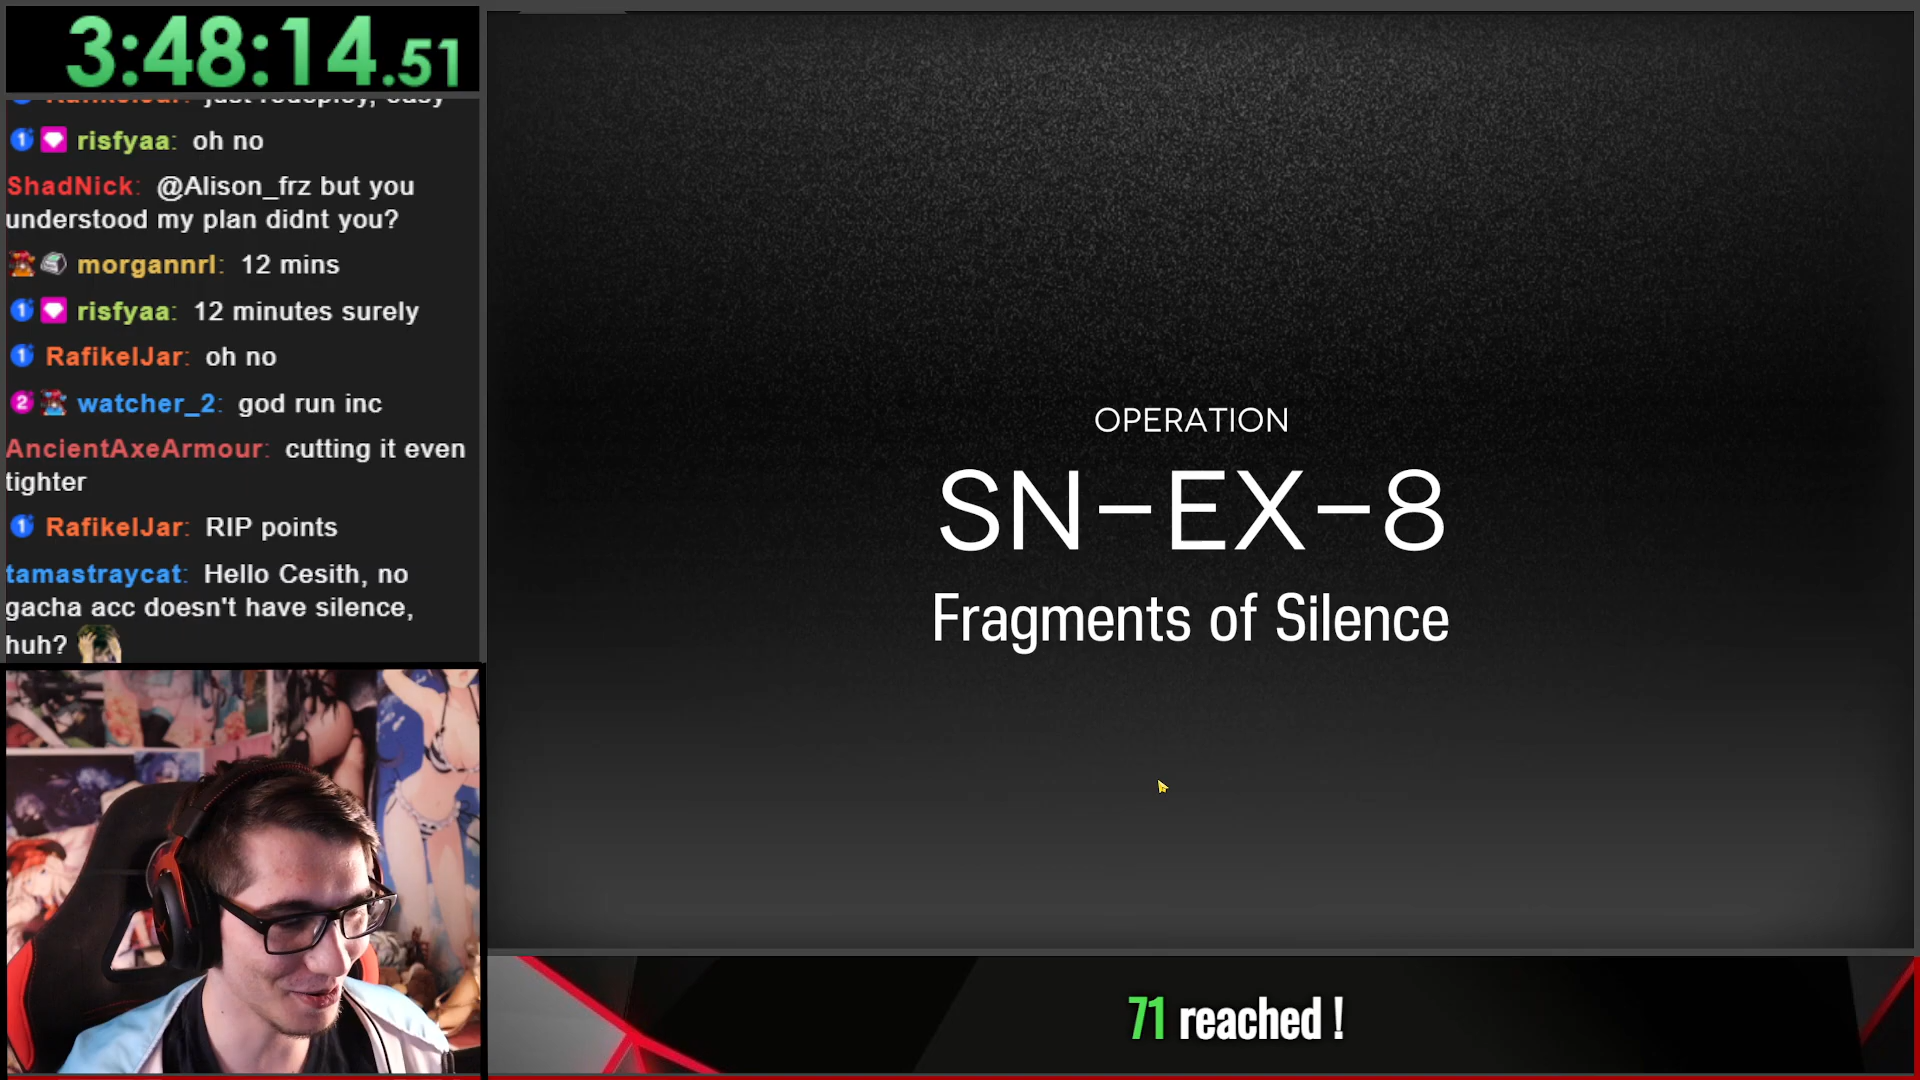 3:48:14.51
just redeploy, easy
risfyaa: oh no
ShadNick: @Alison_frz but you
understood my plan didnt you?
morgannrl: 12 mins
risfyaa: 12 minutes surely
RafikelJar: oh no
watcher_2: god run inc
AncientAxeArmour: cutting it even
tighter
RafikelJar: RIP points
tamastraycat: Hello Cesith, no
gacha acc doesn't have silence,
huh?
OPERATION
SN-EX-8
Fragments of Silence
71 reached !